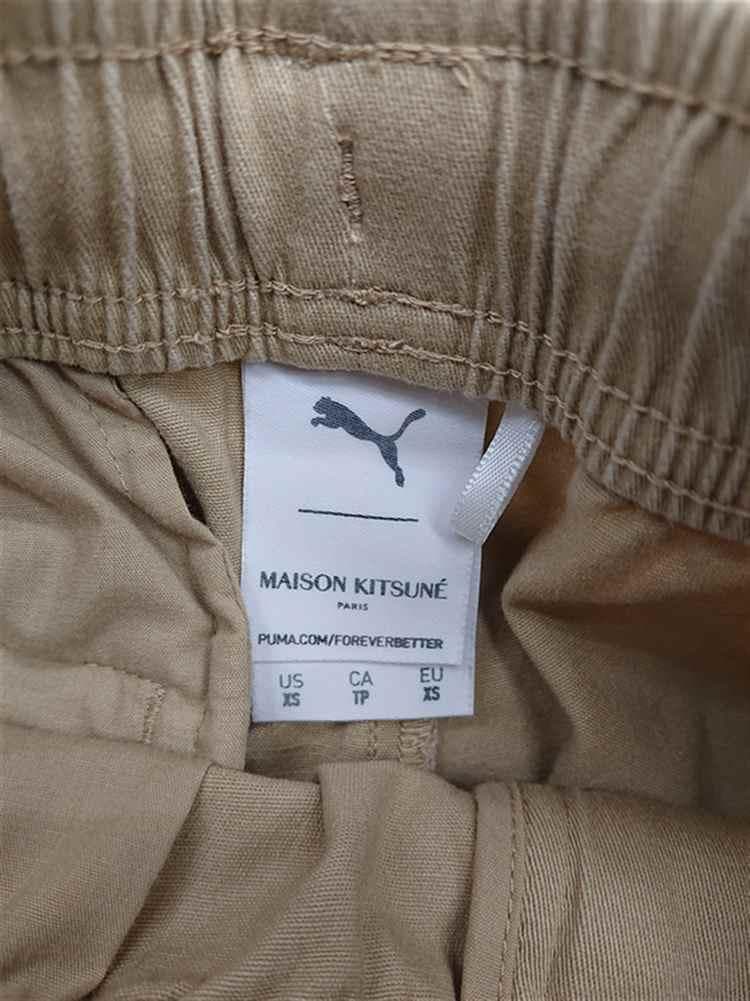 MAISON KITSUNÉ
PARIS
PUMA.COM/FOREVERBETTER
US CA EU
XS TP XS